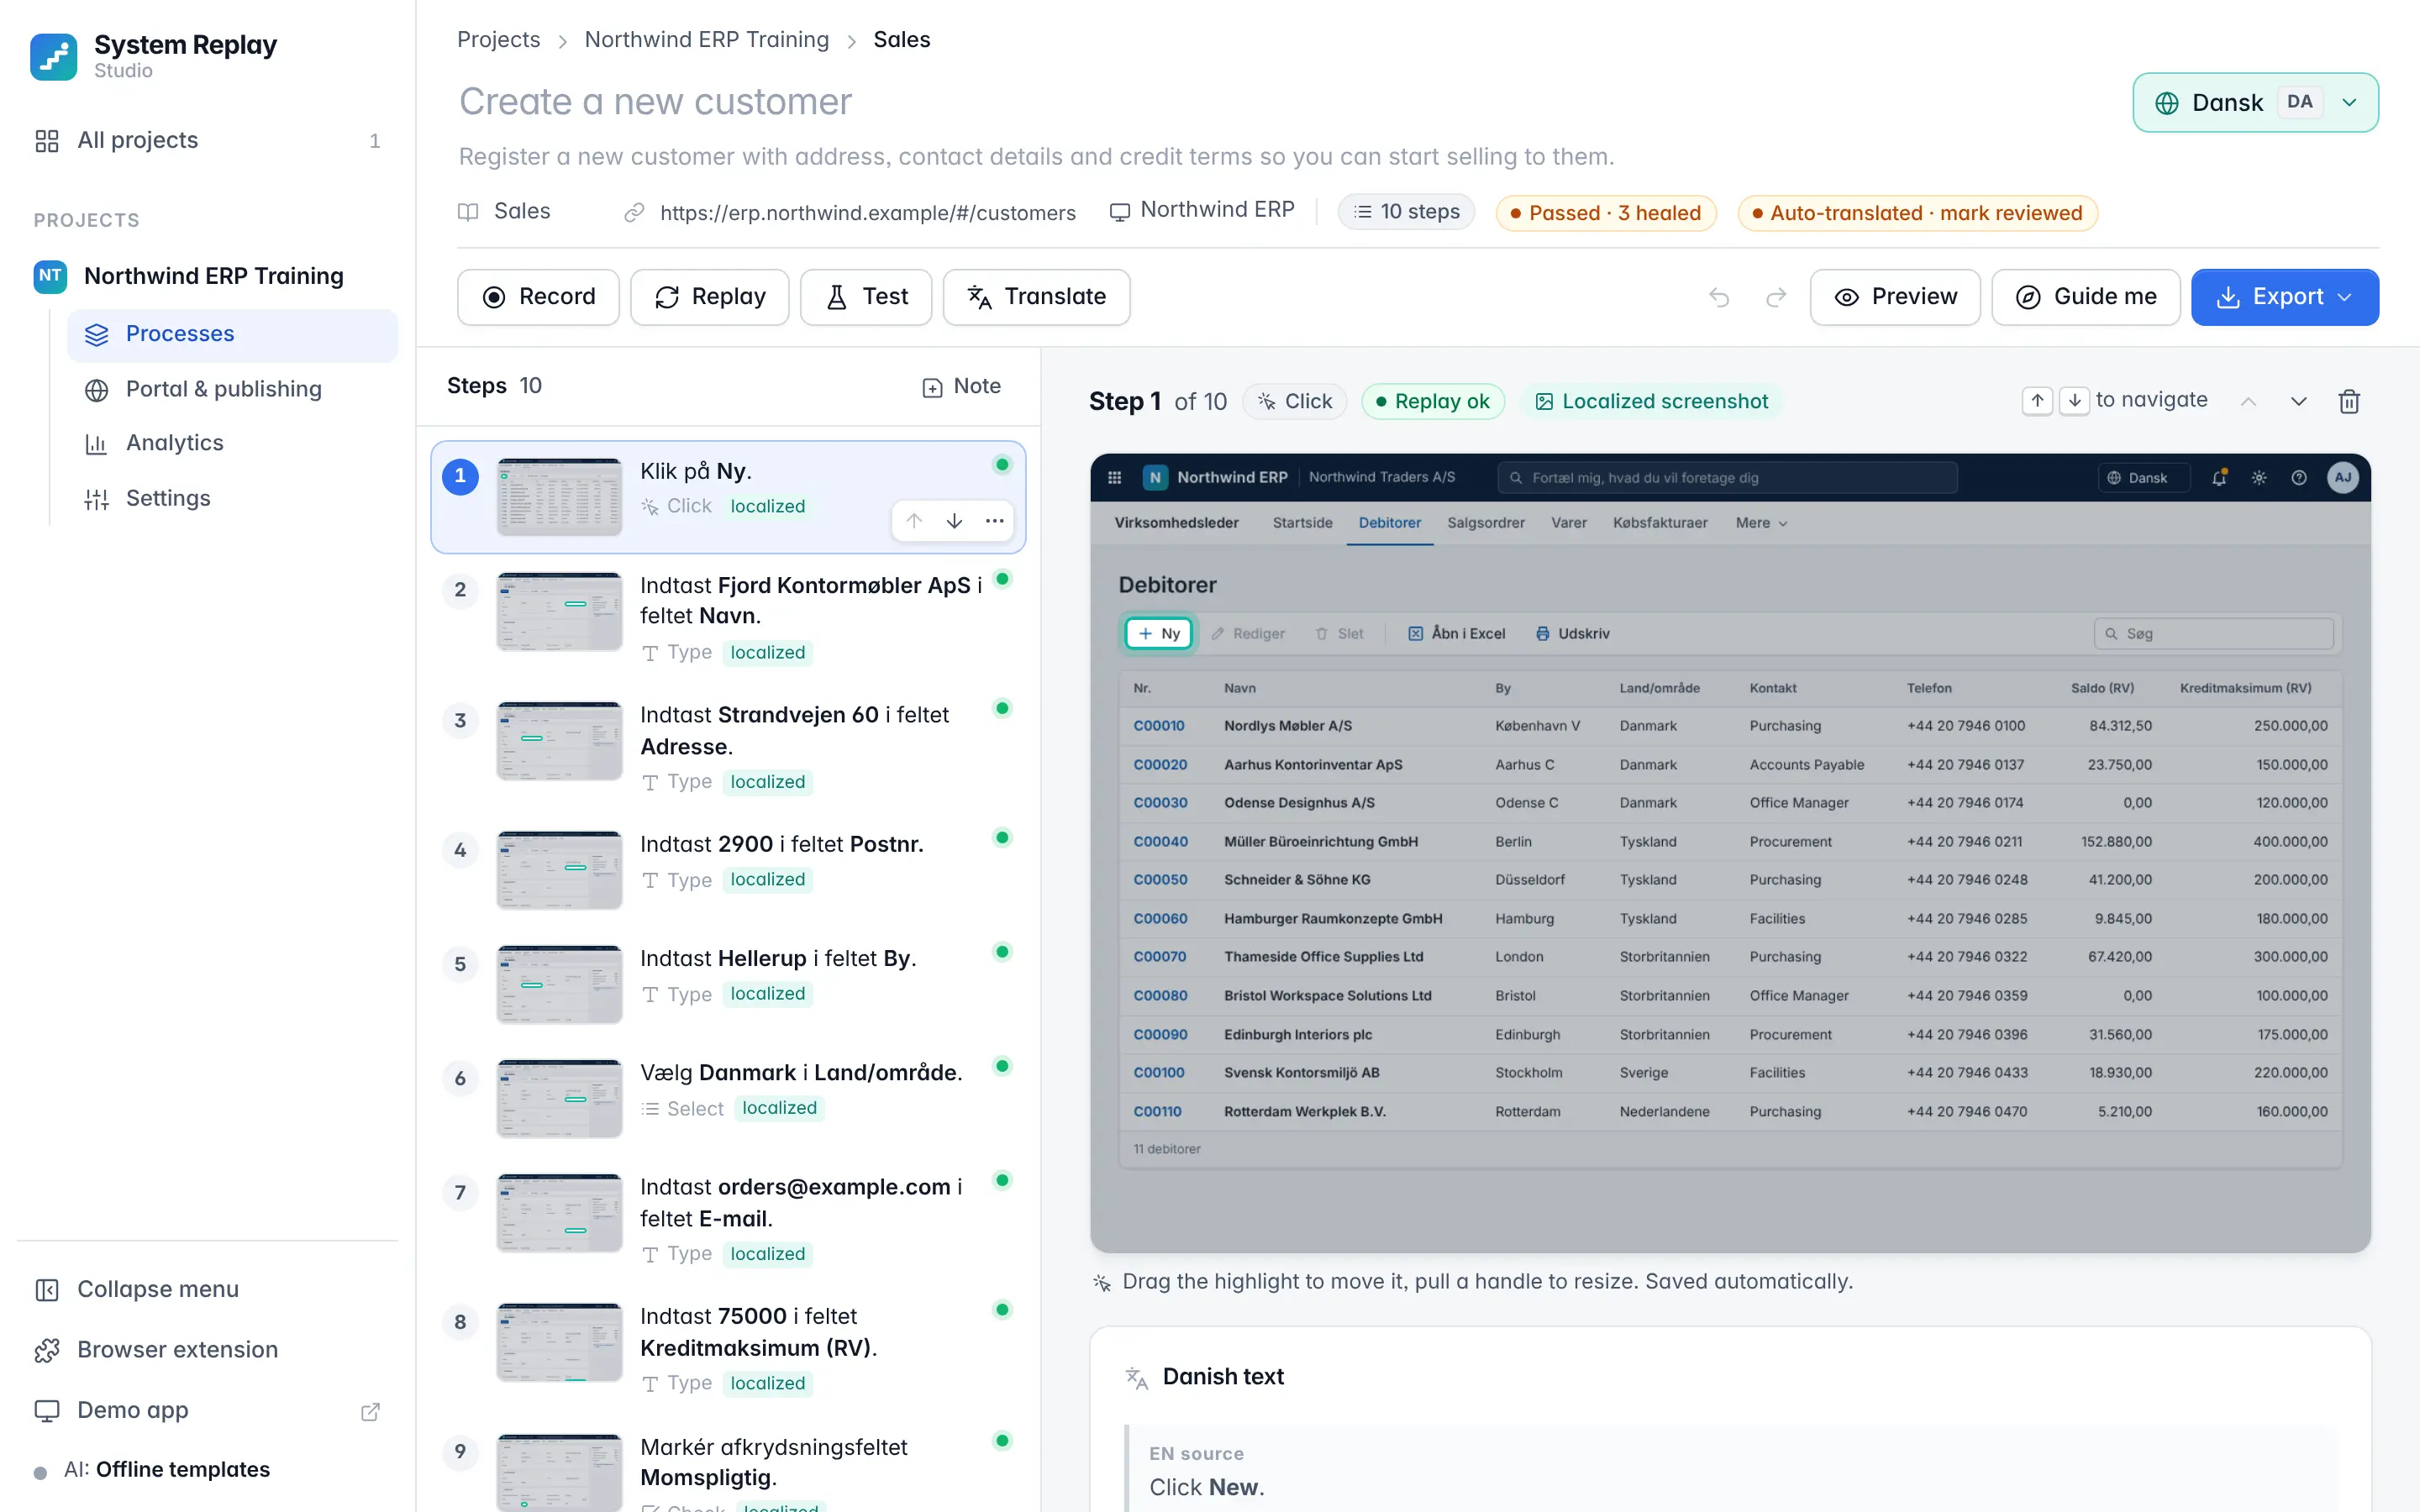 System Replay
Studio
All projects 1
PROJECTS
NT Northwind ERP Training
Processes
Portal & publishing
Analytics
Settings
Collapse menu
Browser extension
Demo app
AI: Offline templates
Projects > Northwind ERP Training > Sales
Create a new customer
Register a new customer with address, contact details and credit terms so you can start selling to them.
Dansk DA
Sales https://erp.northwind.example/#/customers Northwind ERP 10 steps Passed · 3 healed Auto-translated · mark reviewed
Record Replay Test Translate Preview Guide me Export
Steps 10 Note
1 Klik på Ny.
Click localized
2 Indtast Fjord Kontormøbler ApS i
feltet Navn.
Type localized
3 Indtast Strandvejen 60 i feltet
Adresse.
Type localized
4 Indtast 2900 i feltet Postnr.
Type localized
5 Indtast Hellerup i feltet By.
Type localized
6 Vælg Danmark i Land/område.
Select localized
7 Indtast orders@example.com i
feltet E-mail.
Type localized
8 Indtast 75000 i feltet
Kreditmaksimum (RV).
Type localized
9 Markér afkrydsningsfeltet
Momspligtig.
Check localized
Step 1 of 10 Click Replay ok Localized screenshot to navigate
N Northwind ERP Northwind Traders A/S Fortæl mig, hvad du vil foretage dig Dansk AJ
Virksomhedsleder Startside Debitorer Salgsordrer Varer Købsfakturaer Mere
Debitorer
Ny Rediger Slet Åbn i Excel Udskriv Søg
Nr. Navn By Land/område Kontakt Telefon Saldo (RV) Kreditmaksimum (RV)
C00010 Nordlys Møbler A/S København V Danmark Purchasing +44 20 7946 0100 84.312,50 250.000,00
C00020 Aarhus Kontorinventar ApS Aarhus C Danmark Accounts Payable +44 20 7946 0137 23.750,00 150.000,00
C00030 Odense Designhus A/S Odense C Danmark Office Manager +44 20 7946 0174 0,00 120.000,00
C00040 Müller Büroeinrichtung GmbH Berlin Tyskland Procurement +44 20 7946 0211 152.880,00 400.000,00
C00050 Schneider & Söhne KG Düsseldorf Tyskland Purchasing +44 20 7946 0248 41.200,00 200.000,00
C00060 Hamburger Raumkonzepte GmbH Hamburg Tyskland Facilities +44 20 7946 0285 9.845,00 180.000,00
C00070 Thameside Office Supplies Ltd London Storbritannien Purchasing +44 20 7946 0322 67.420,00 300.000,00
C00080 Bristol Workspace Solutions Ltd Bristol Storbritannien Office Manager +44 20 7946 0359 0,00 100.000,00
C00090 Edinburgh Interiors plc Edinburgh Storbritannien Procurement +44 20 7946 0396 31.560,00 175.000,00
C00100 Svensk Kontorsmiljö AB Stockholm Sverige Facilities +44 20 7946 0433 18.930,00 220.000,00
C00110 Rotterdam Werkplek B.V. Rotterdam Nederlandene Purchasing +44 20 7946 0470 5.210,00 160.000,00
11 debitorer
Drag the highlight to move it, pull a handle to resize. Saved automatically.
Danish text
EN source
Click New.